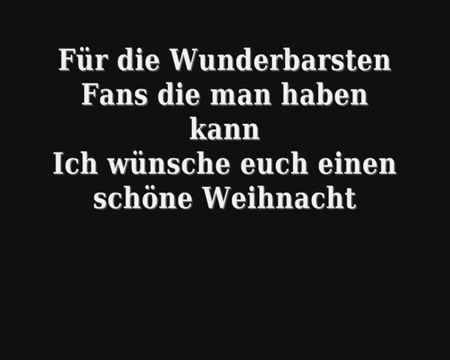 Für die Wunderbarsten
Fans die man haben
kann
Ich wünsche euch einen
schöne Weihnacht